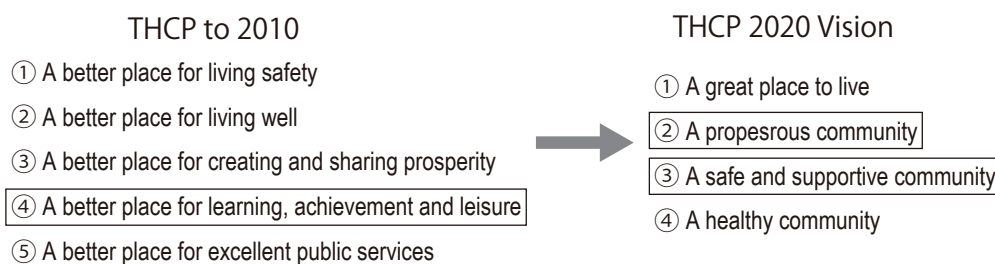 THCP to 2010
① A better place for living safety
② A better place for living well
③ A better place for creating and sharing prosperity
④ A better place for learning, achievement and leisure
⑤ A better place for excellent public services
THCP 2020 Vision
① A great place to live
② A propesrous community
③ A safe and supportive community
④ A healthy community